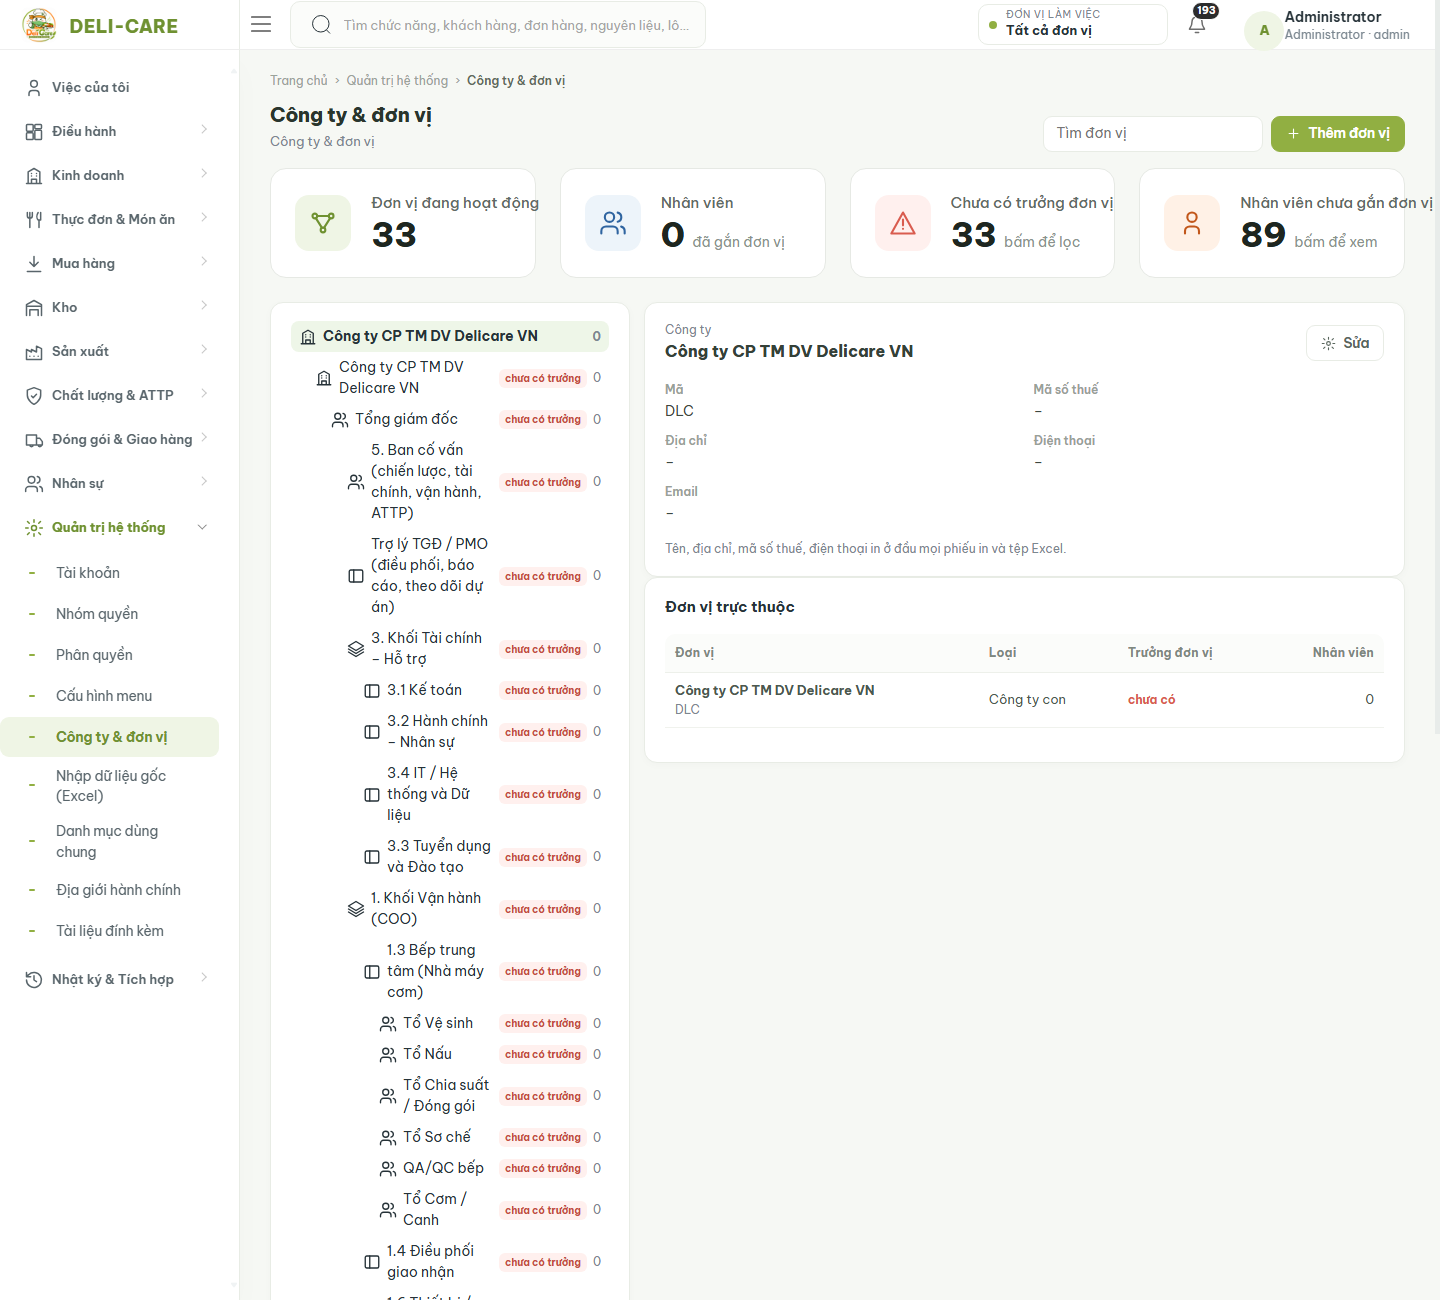 DELI-CARE
Tìm chức năng, khách hàng, đơn hàng, nguyên liệu, lô...
ĐƠN VỊ LÀM VIỆC
Tất cả đơn vị
193
A
Administrator
Administrator · admin
Việc của tôi
Điều hành
Kinh doanh
Thực đơn & Món ăn
Mua hàng
Kho
Sản xuất
Chất lượng & ATTP
Đóng gói & Giao hàng
Nhân sự
Quản trị hệ thống
Tài khoản
Nhóm quyền
Phân quyền
Cấu hình menu
Công ty & đơn vị
Nhập dữ liệu gốc
(Excel)
Danh mục dùng
chung
Địa giới hành chính
Tài liệu đính kèm
Nhật ký & Tích hợp
Trang chủ › Quản trị hệ thống › Công ty & đơn vị
Công ty & đơn vị
Công ty & đơn vị
Tìm đơn vị
+ Thêm đơn vị
Đơn vị đang hoạt động
33
Nhân viên
0 đã gắn đơn vị
Chưa có trưởng đơn vị
33 bấm để lọc
Nhân viên chưa gắn đơn vị
89 bấm để xem
Công ty CP TM DV Delicare VN 0
Công ty CP TM DV
Delicare VN chưa có trưởng 0
Tổng giám đốc chưa có trưởng 0
5. Ban cố vấn
(chiến lược, tài
chính, vận hành,
ATTP) chưa có trưởng 0
Trợ lý TGĐ / PMO
(điều phối, báo
cáo, theo dõi dự
án) chưa có trưởng 0
3. Khối Tài chính
– Hỗ trợ chưa có trưởng 0
3.1 Kế toán chưa có trưởng 0
3.2 Hành chính
– Nhân sự chưa có trưởng 0
3.4 IT / Hệ
thống và Dữ
liệu chưa có trưởng 0
3.3 Tuyển dụng
và Đào tạo chưa có trưởng 0
1. Khối Vận hành
(COO) chưa có trưởng 0
1.3 Bếp trung
tâm (Nhà máy
cơm) chưa có trưởng 0
Tổ Vệ sinh chưa có trưởng 0
Tổ Nấu chưa có trưởng 0
Tổ Chia suất
/ Đóng gói chưa có trưởng 0
Tổ Sơ chế chưa có trưởng 0
QA/QC bếp chưa có trưởng 0
Tổ Cơm /
Canh chưa có trưởng 0
1.4 Điều phối
giao nhận chưa có trưởng 0
Công ty
Công ty CP TM DV Delicare VN
Sửa
Mã
DLC
Mã số thuế
–
Địa chỉ
–
Điện thoại
–
Email
–
Tên, địa chỉ, mã số thuế, điện thoại in ở đầu mọi phiếu in và tệp Excel.
Đơn vị trực thuộc
Đơn vị Loại Trưởng đơn vị Nhân viên
Công ty CP TM DV Delicare VN Công ty con chưa có 0
DLC